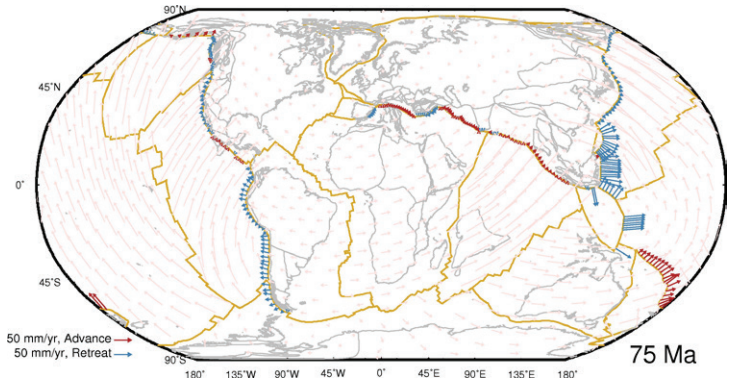 90˚N
45˚N
0˚
45˚S
90˚S
180˚ 135˚W 90˚W 45˚W 0˚ 45˚E 90˚E 135˚E 180˚
50 mm/yr, Advance
50 mm/yr, Retreat
75 Ma